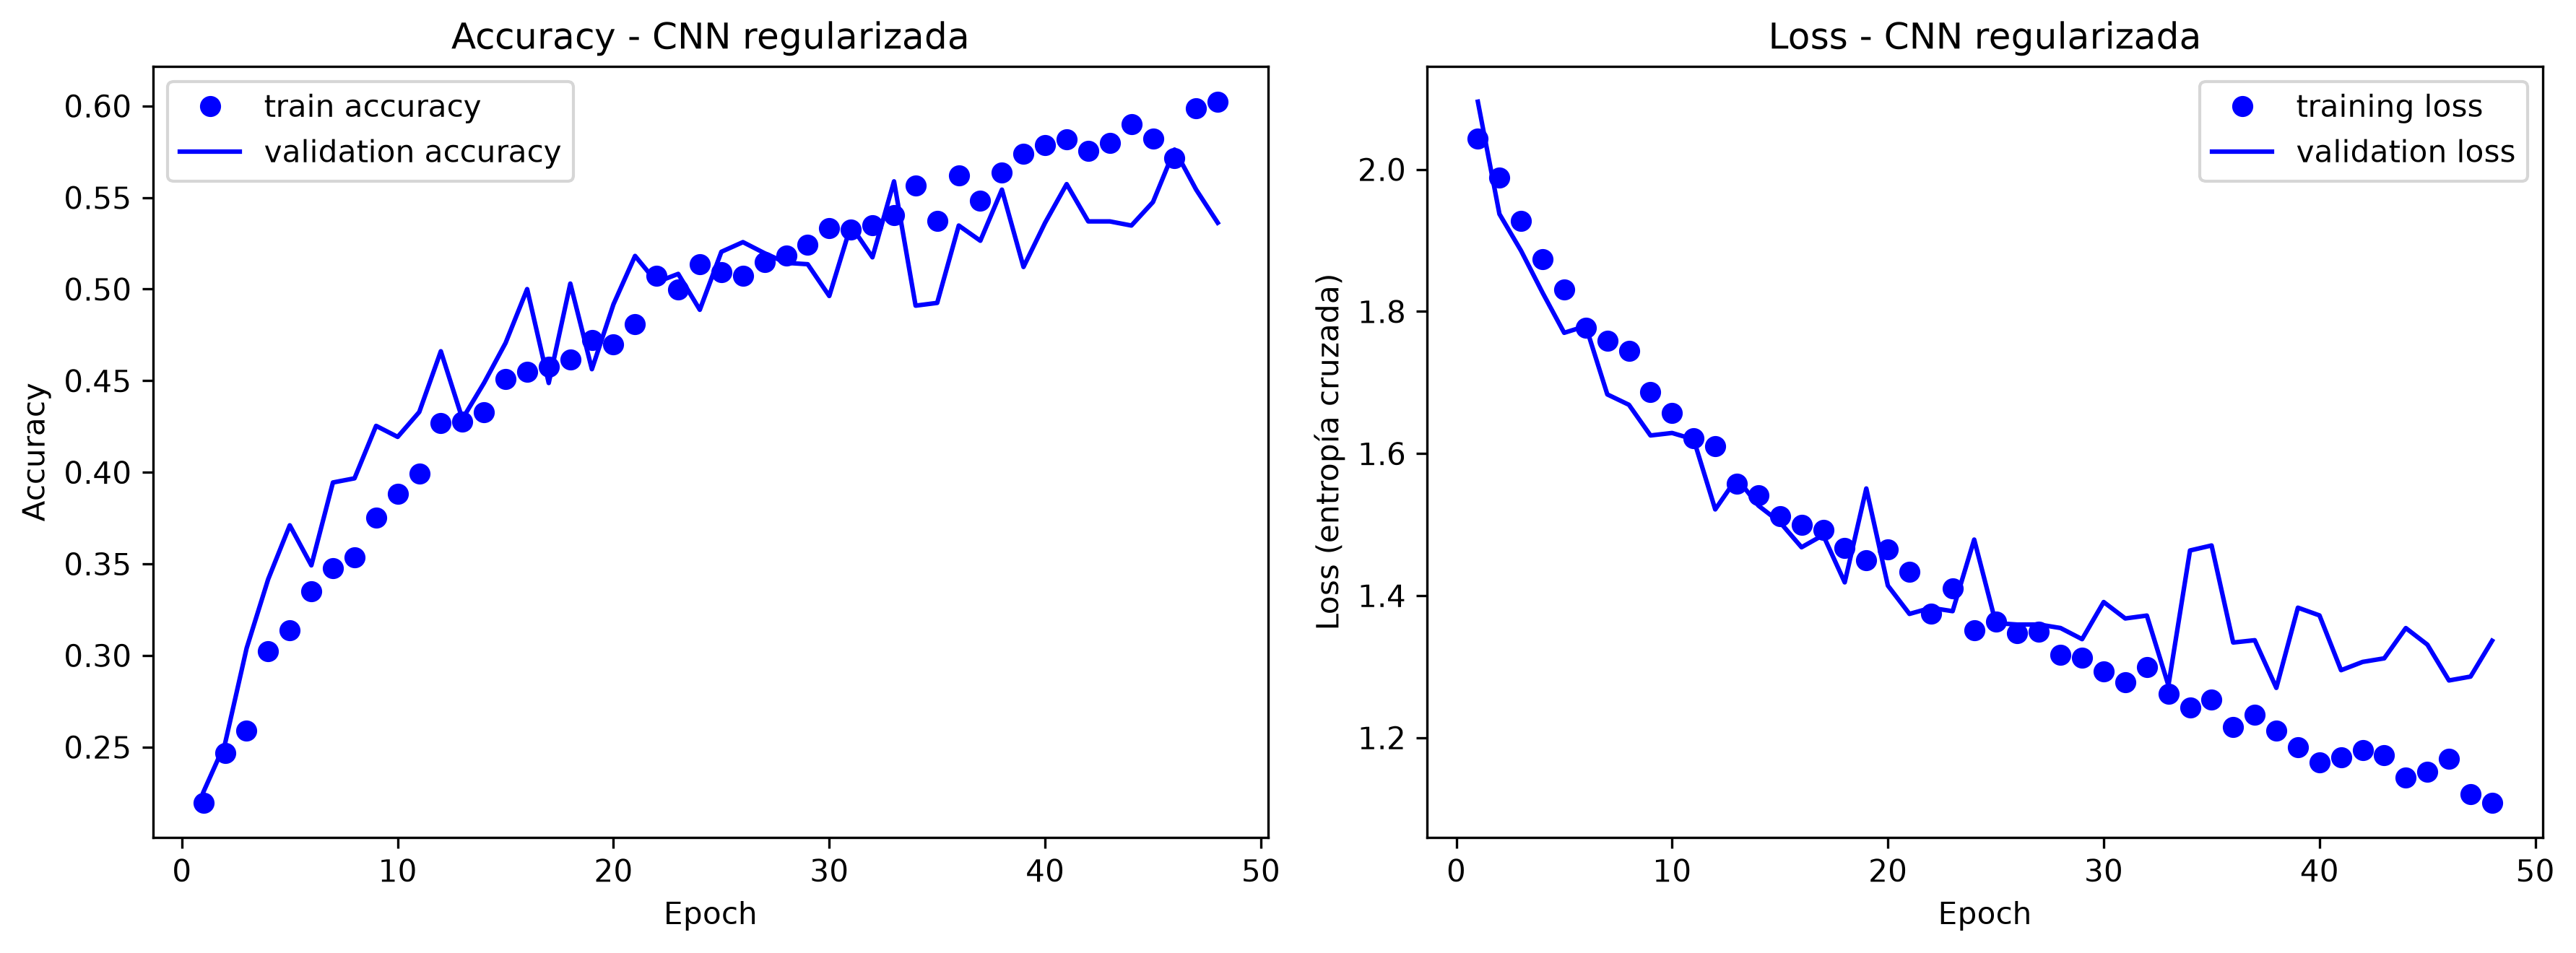 Accuracy - CNN regularizada
train accuracy
validation accuracy
Accuracy
0.60
0.55
0.50
0.45
0.40
0.35
0.30
0.25
0 10 20 30 40 50
Epoch
Loss - CNN regularizada
training loss
validation loss
Loss (entropía cruzada)
2.0
1.8
1.6
1.4
1.2
0 10 20 30 40 50
Epoch